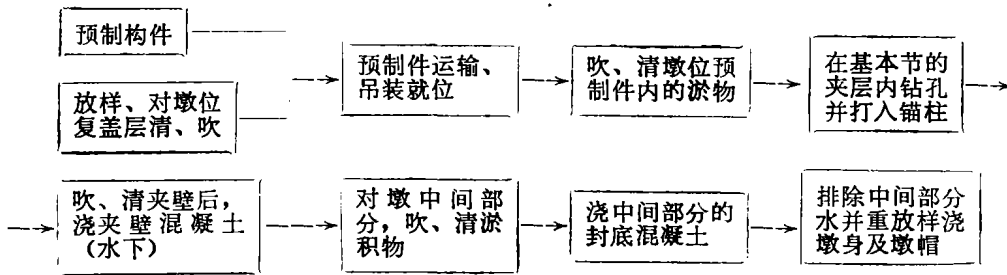 预制构件
放样、对墩位
复盖层清、吹
预制件运输、
吊装就位
吹、清墩位预
制件内的淤物
在基本节的
夹层内钻孔
并打入锚柱
吹、清夹壁后，
浇夹壁混凝土
（水下）
对墩中间部
分，吹、清淤
积物
浇中间部分的
封底混凝土
排除中间部分
水并重放样浇
墩身及墩帽